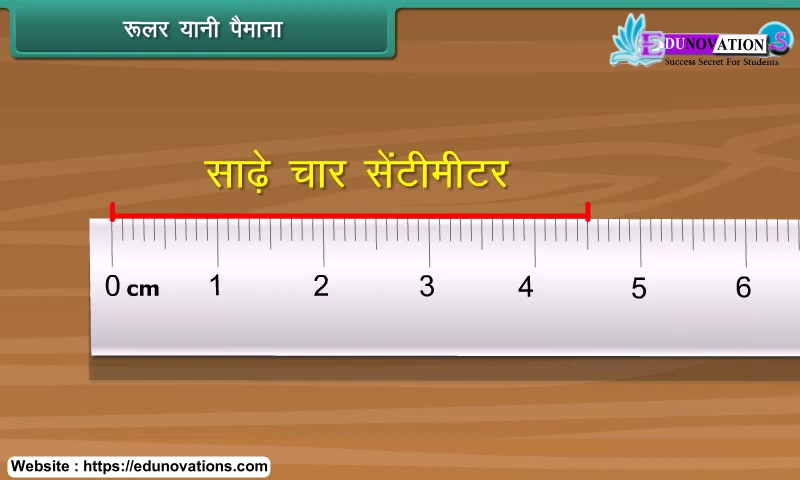 रूलर यानी पैमाना
EDUNOVATIONS
Success Secret For Students
साढ़े चार सेंटीमीटर
0 cm 1 2 3 4 5 6
Website : https://edunovations.com